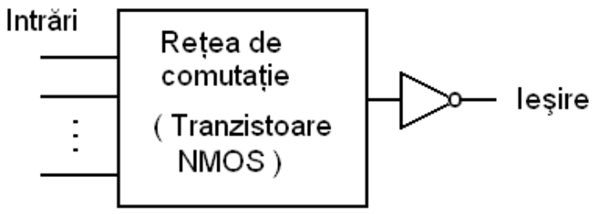 Intrări
Rețea de
comutație
( Tranzistoare
NMOS )
Ieşire